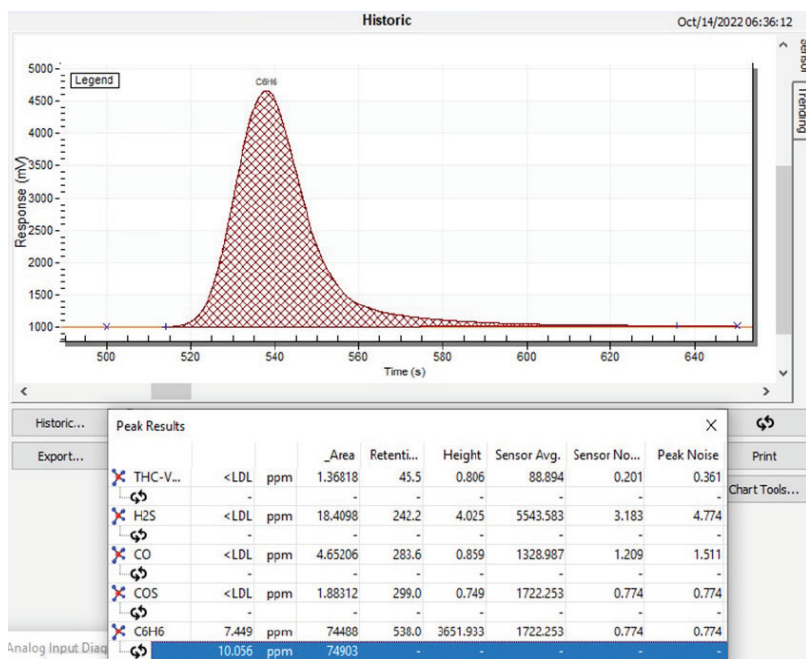 Historic
Oct/14/2022 06:36:12
Sensor
Trending
Legend
C6H6
5000
4500
4000
3500
3000
2500
2000
1500
1000
Response (mV)
500 520 540 560 580 600 620 640
Time (s)
Historic...
Export...
Print
Chart Tools...
Peak Results X
_Area Retenti... Height Sensor Avg. Sensor No... Peak Noise
THC-V... <LDL ppm 1.36818 45.5 0.806 88.894 0.201 0.361
- - - - - - -
H2S <LDL ppm 18.4098 242.2 4.025 5543.583 3.183 4.774
- - - - - - -
CO <LDL ppm 4.65206 283.6 0.859 1328.987 1.209 1.511
- - - - - - -
COS <LDL ppm 1.88312 299.0 0.749 1722.253 0.774 0.774
- - - - - - -
C6H6 7.449 ppm 74488 538.0 3651.933 1722.253 0.774 0.774
10.056 ppm 74903 - - - - -
Analog Input Diag